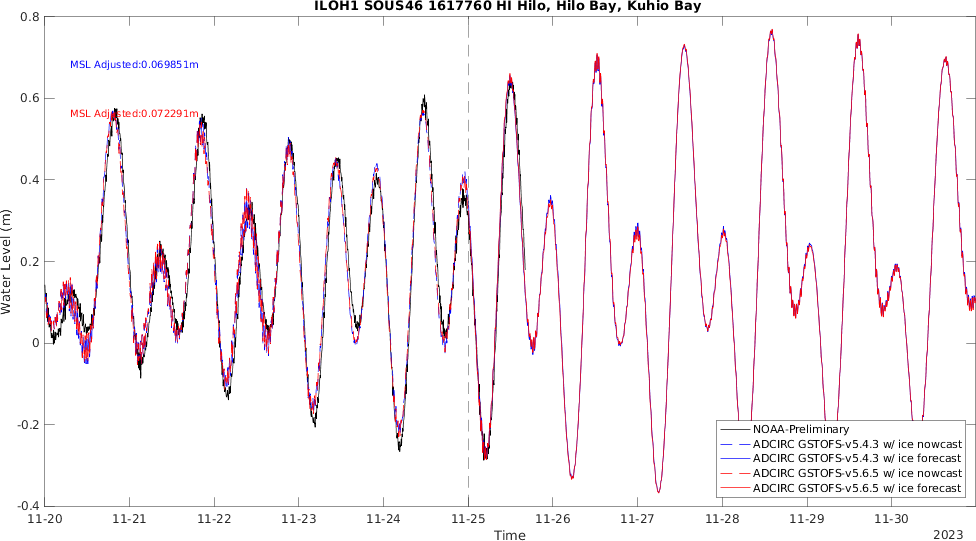 ILOH1 SOUS46 1617760 HI Hilo, Hilo Bay, Kuhio Bay
0.8
0.6
0.4
0.2
0
-0.2
-0.4
Water Level (m)
MSL Adjusted:0.069851m
MSL Adjusted:0.072291m
NOAA-Preliminary
ADCIRC GSTOFS-v5.4.3 w/ ice nowcast
ADCIRC GSTOFS-v5.4.3 w/ ice forecast
ADCIRC GSTOFS-v5.6.5 w/ ice nowcast
ADCIRC GSTOFS-v5.6.5 w/ ice forecast
11-20 11-21 11-22 11-23 11-24 11-25 11-26 11-27 11-28 11-29 11-30
Time
2023